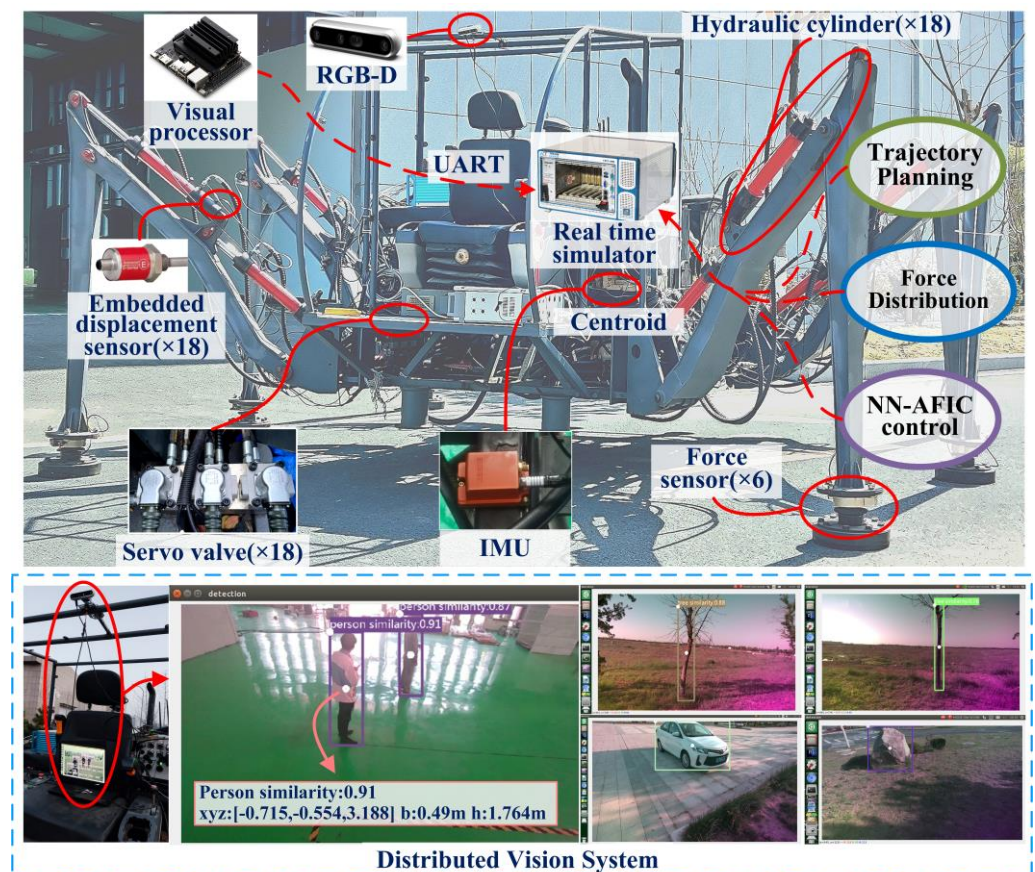 Hydraulic cylinder(×18)
RGB-D
Visual
processor
UART
Trajectory
Planning
Real time
simulator
Force
Distribution
Embedded
displacement
sensor(×18)
Centroid
NN-AFIC
control
Force
sensor(×6)
Servo valve(×18)
IMU
detection
person similarity:0.87
person similarity:0.91
Person similarity:0.91
xyz:[-0.715,-0.554,3.188] b:0.49m h:1.764m
Distributed Vision System